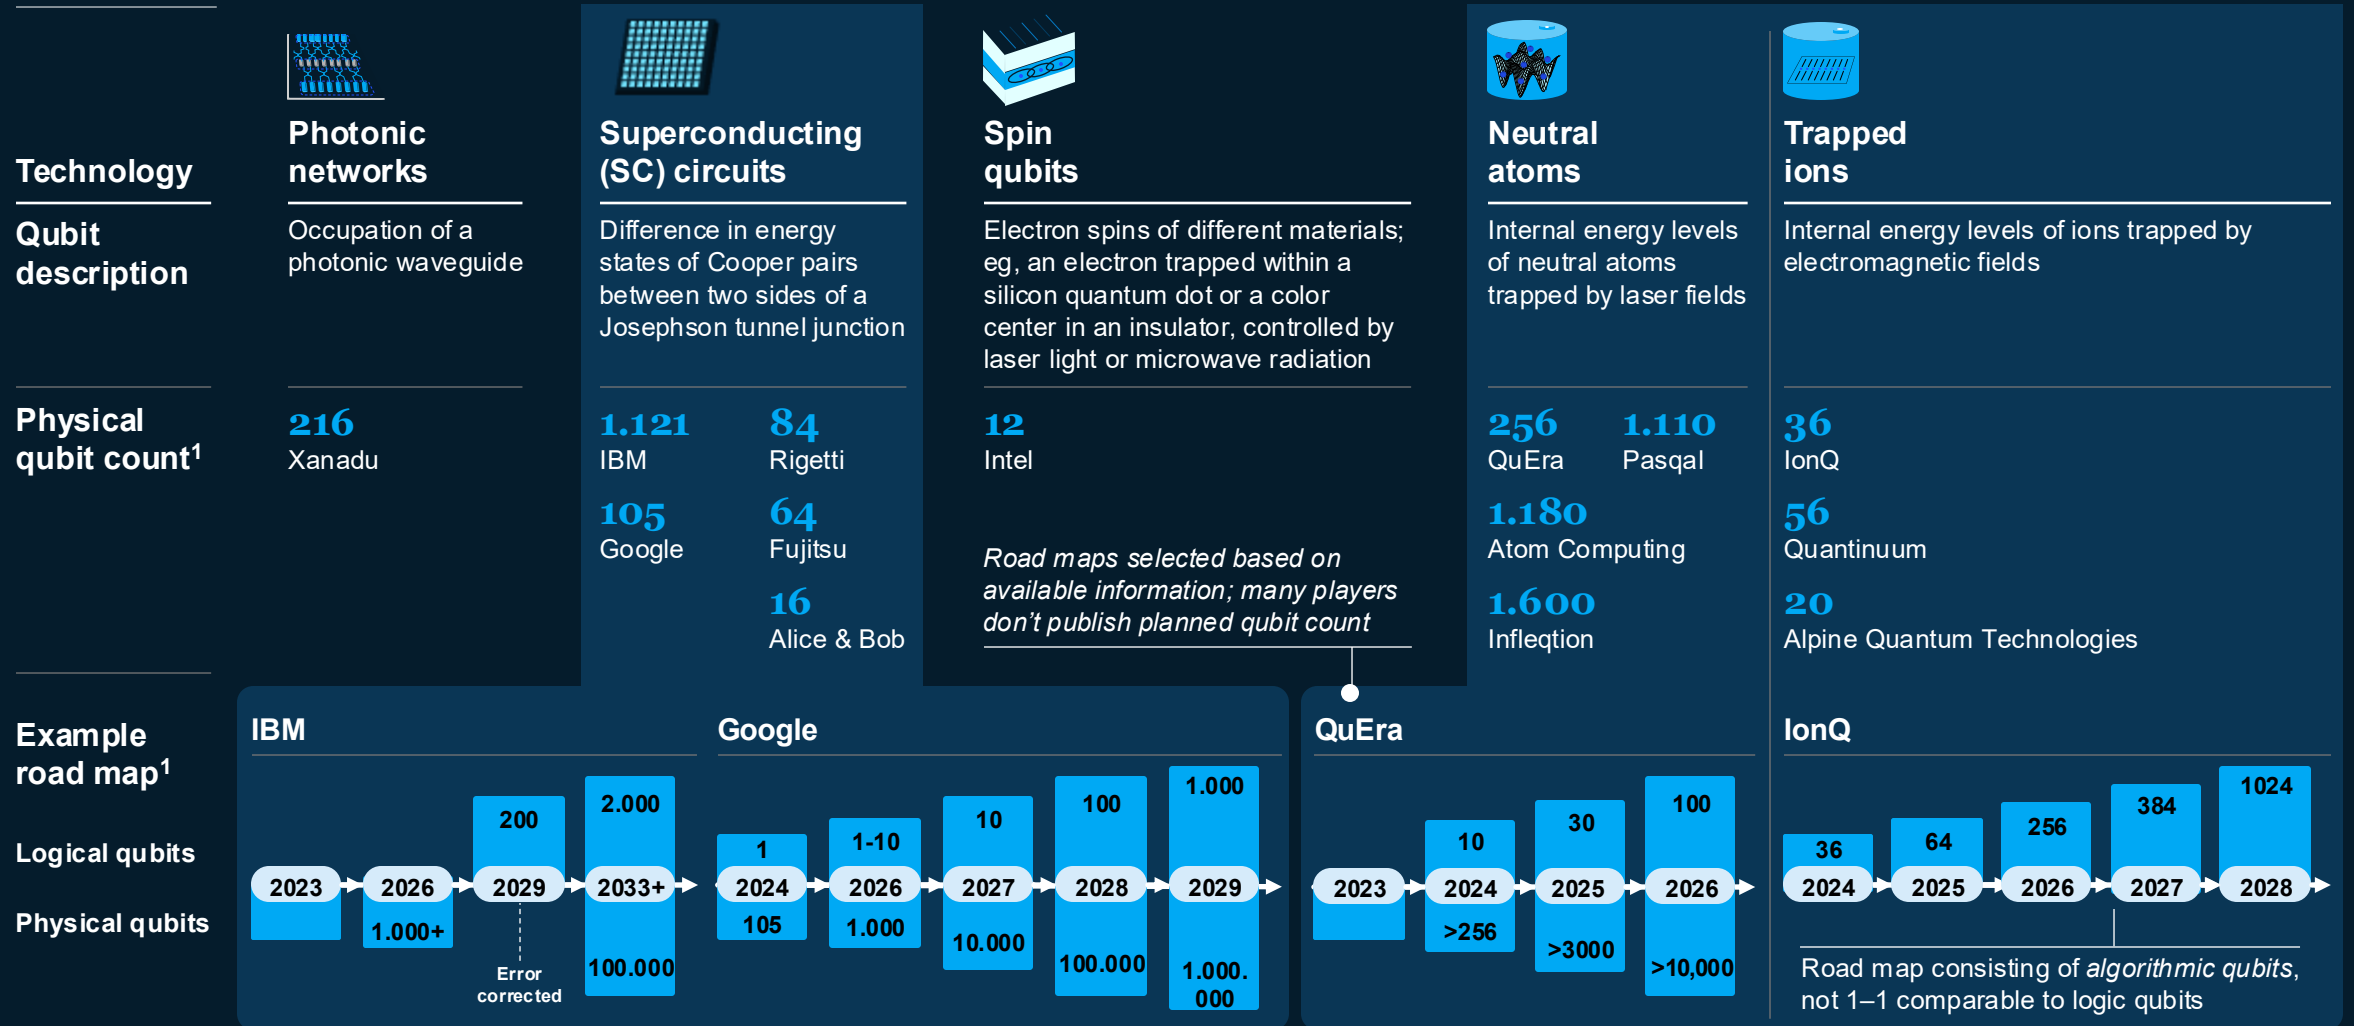 Technology
Photonic
networks
Superconducting
(SC) circuits
Spin
qubits
Neutral
atoms
Trapped
ions
Qubit
description
Occupation of a
photonic waveguide
Difference in energy
states of Cooper pairs
between two sides of a
Josephson tunnel junction
Electron spins of different materials;
eg, an electron trapped within a
silicon quantum dot or a color
center in an insulator, controlled by
laser light or microwave radiation
Internal energy levels
of neutral atoms
trapped by laser fields
Internal energy levels of ions trapped by
electromagnetic fields
Physical
qubit count1
216
Xanadu
1.121
IBM
84
Rigetti
105
Google
64
Fujitsu
16
Alice & Bob
12
Intel
256
QuEra
1.110
Pasqal
1.180
Atom Computing
1.600
Infleqtion
36
IonQ
56
Quantinuum
20
Alpine Quantum Technologies
Road maps selected based on
available information; many players
don't publish planned qubit count
Example
road map1
Logical qubits
Physical qubits
IBM
200
2.000
2023
2026
2029
2033+
1.000+
100.000
Error
corrected
Google
1
1-10
10
100
1.000
2024
2026
2027
2028
2029
105
1.000
10.000
100.000
1.000.
000
QuEra
10
30
100
2023
2024
2025
2026
>256
>3000
>10,000
IonQ
36
64
256
384
1024
2024
2025
2026
2027
2028
Road map consisting of algorithmic qubits,
not 1–1 comparable to logic qubits